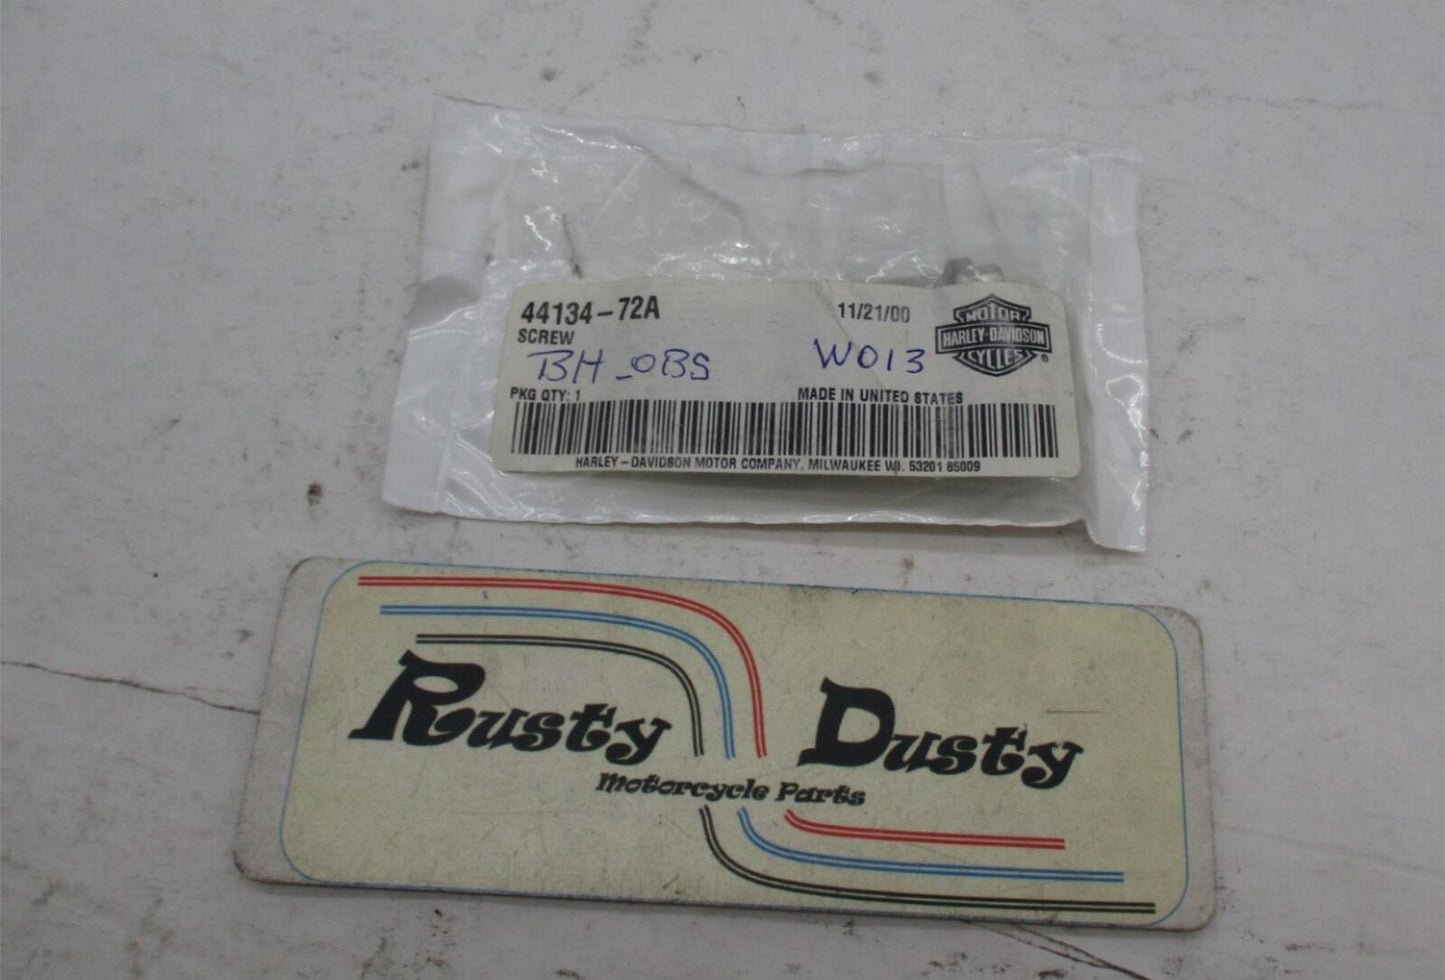 44134-72A 11/21/00
SCREW
BH-OBS W013
PKG QTY: 1 MADE IN UNITED STATES
HARLEY-DAVIDSON MOTOR COMPANY, MILWAUKEE WI. 53201 85009
MOTOR
HARLEY-DAVIDSON
CYCLES
®
Rusty Dusty
Motorcycle Parts